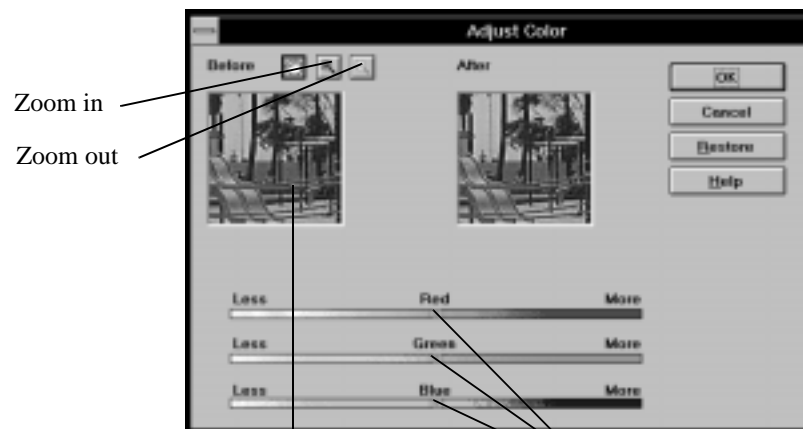 Adjust Color
Before
After
OK
Cancel
Restore
Help
Zoom in
Zoom out
Less Red More
Less Green More
Less Blue More